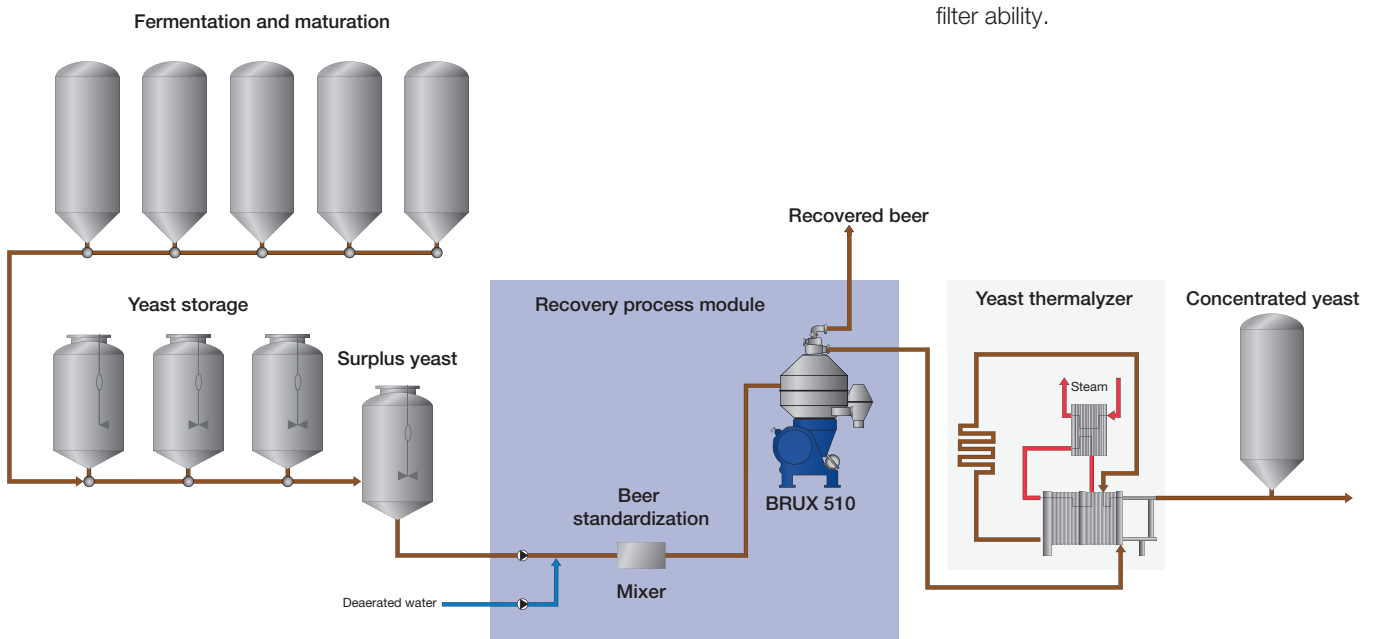 filter ability.
Fermentation and maturation
Recovered beer
Yeast storage
Recovery process module
Yeast thermalyzer
Concentrated yeast
Surplus yeast
Steam
Beer
standardization
BRUX 510
Mixer
Deaerated water